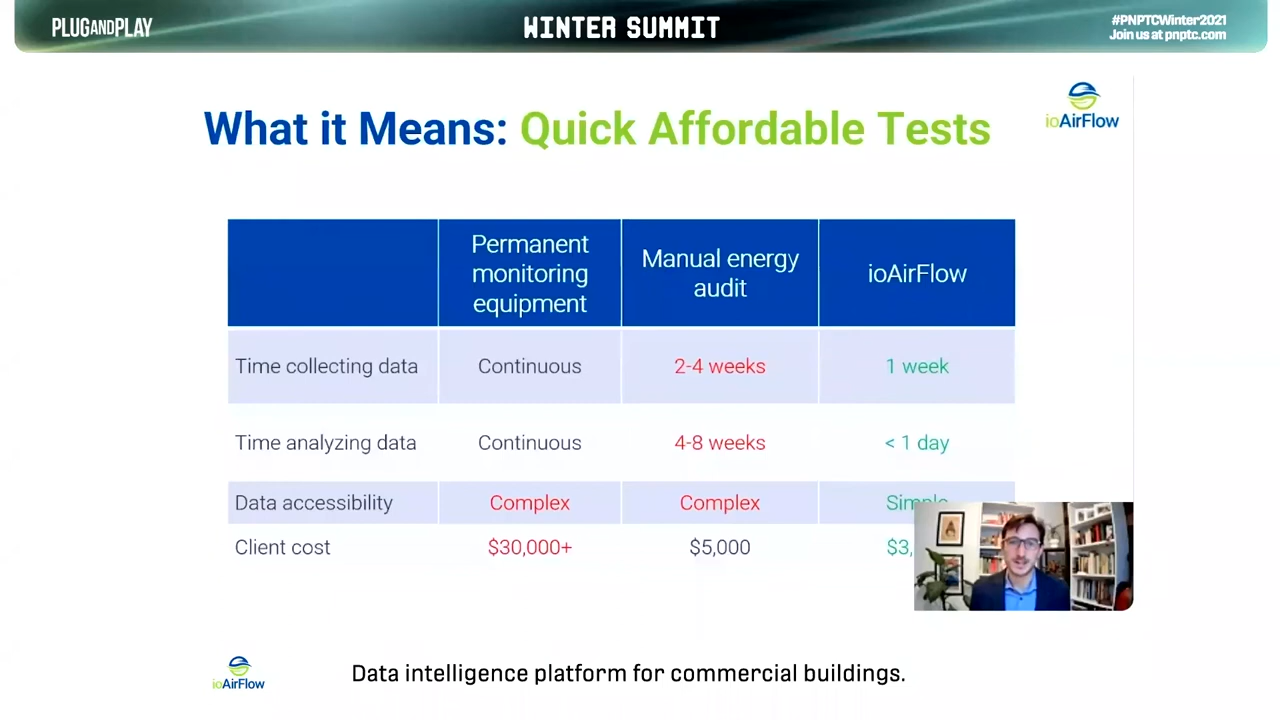 PLUGANDPLAY
WINTER SUMMIT
#PNPTCWinter2021
Join us at pnptc.com
What it Means: Quick Affordable Tests
ioAirFlow
Permanent monitoring equipment
Manual energy audit
ioAirFlow
Time collecting data Continuous 2-4 weeks 1 week
Time analyzing data Continuous 4-8 weeks < 1 day
Data accessibility Complex Complex Simple
Client cost $30,000+ $5,000
ioAirFlow
Data intelligence platform for commercial buildings.